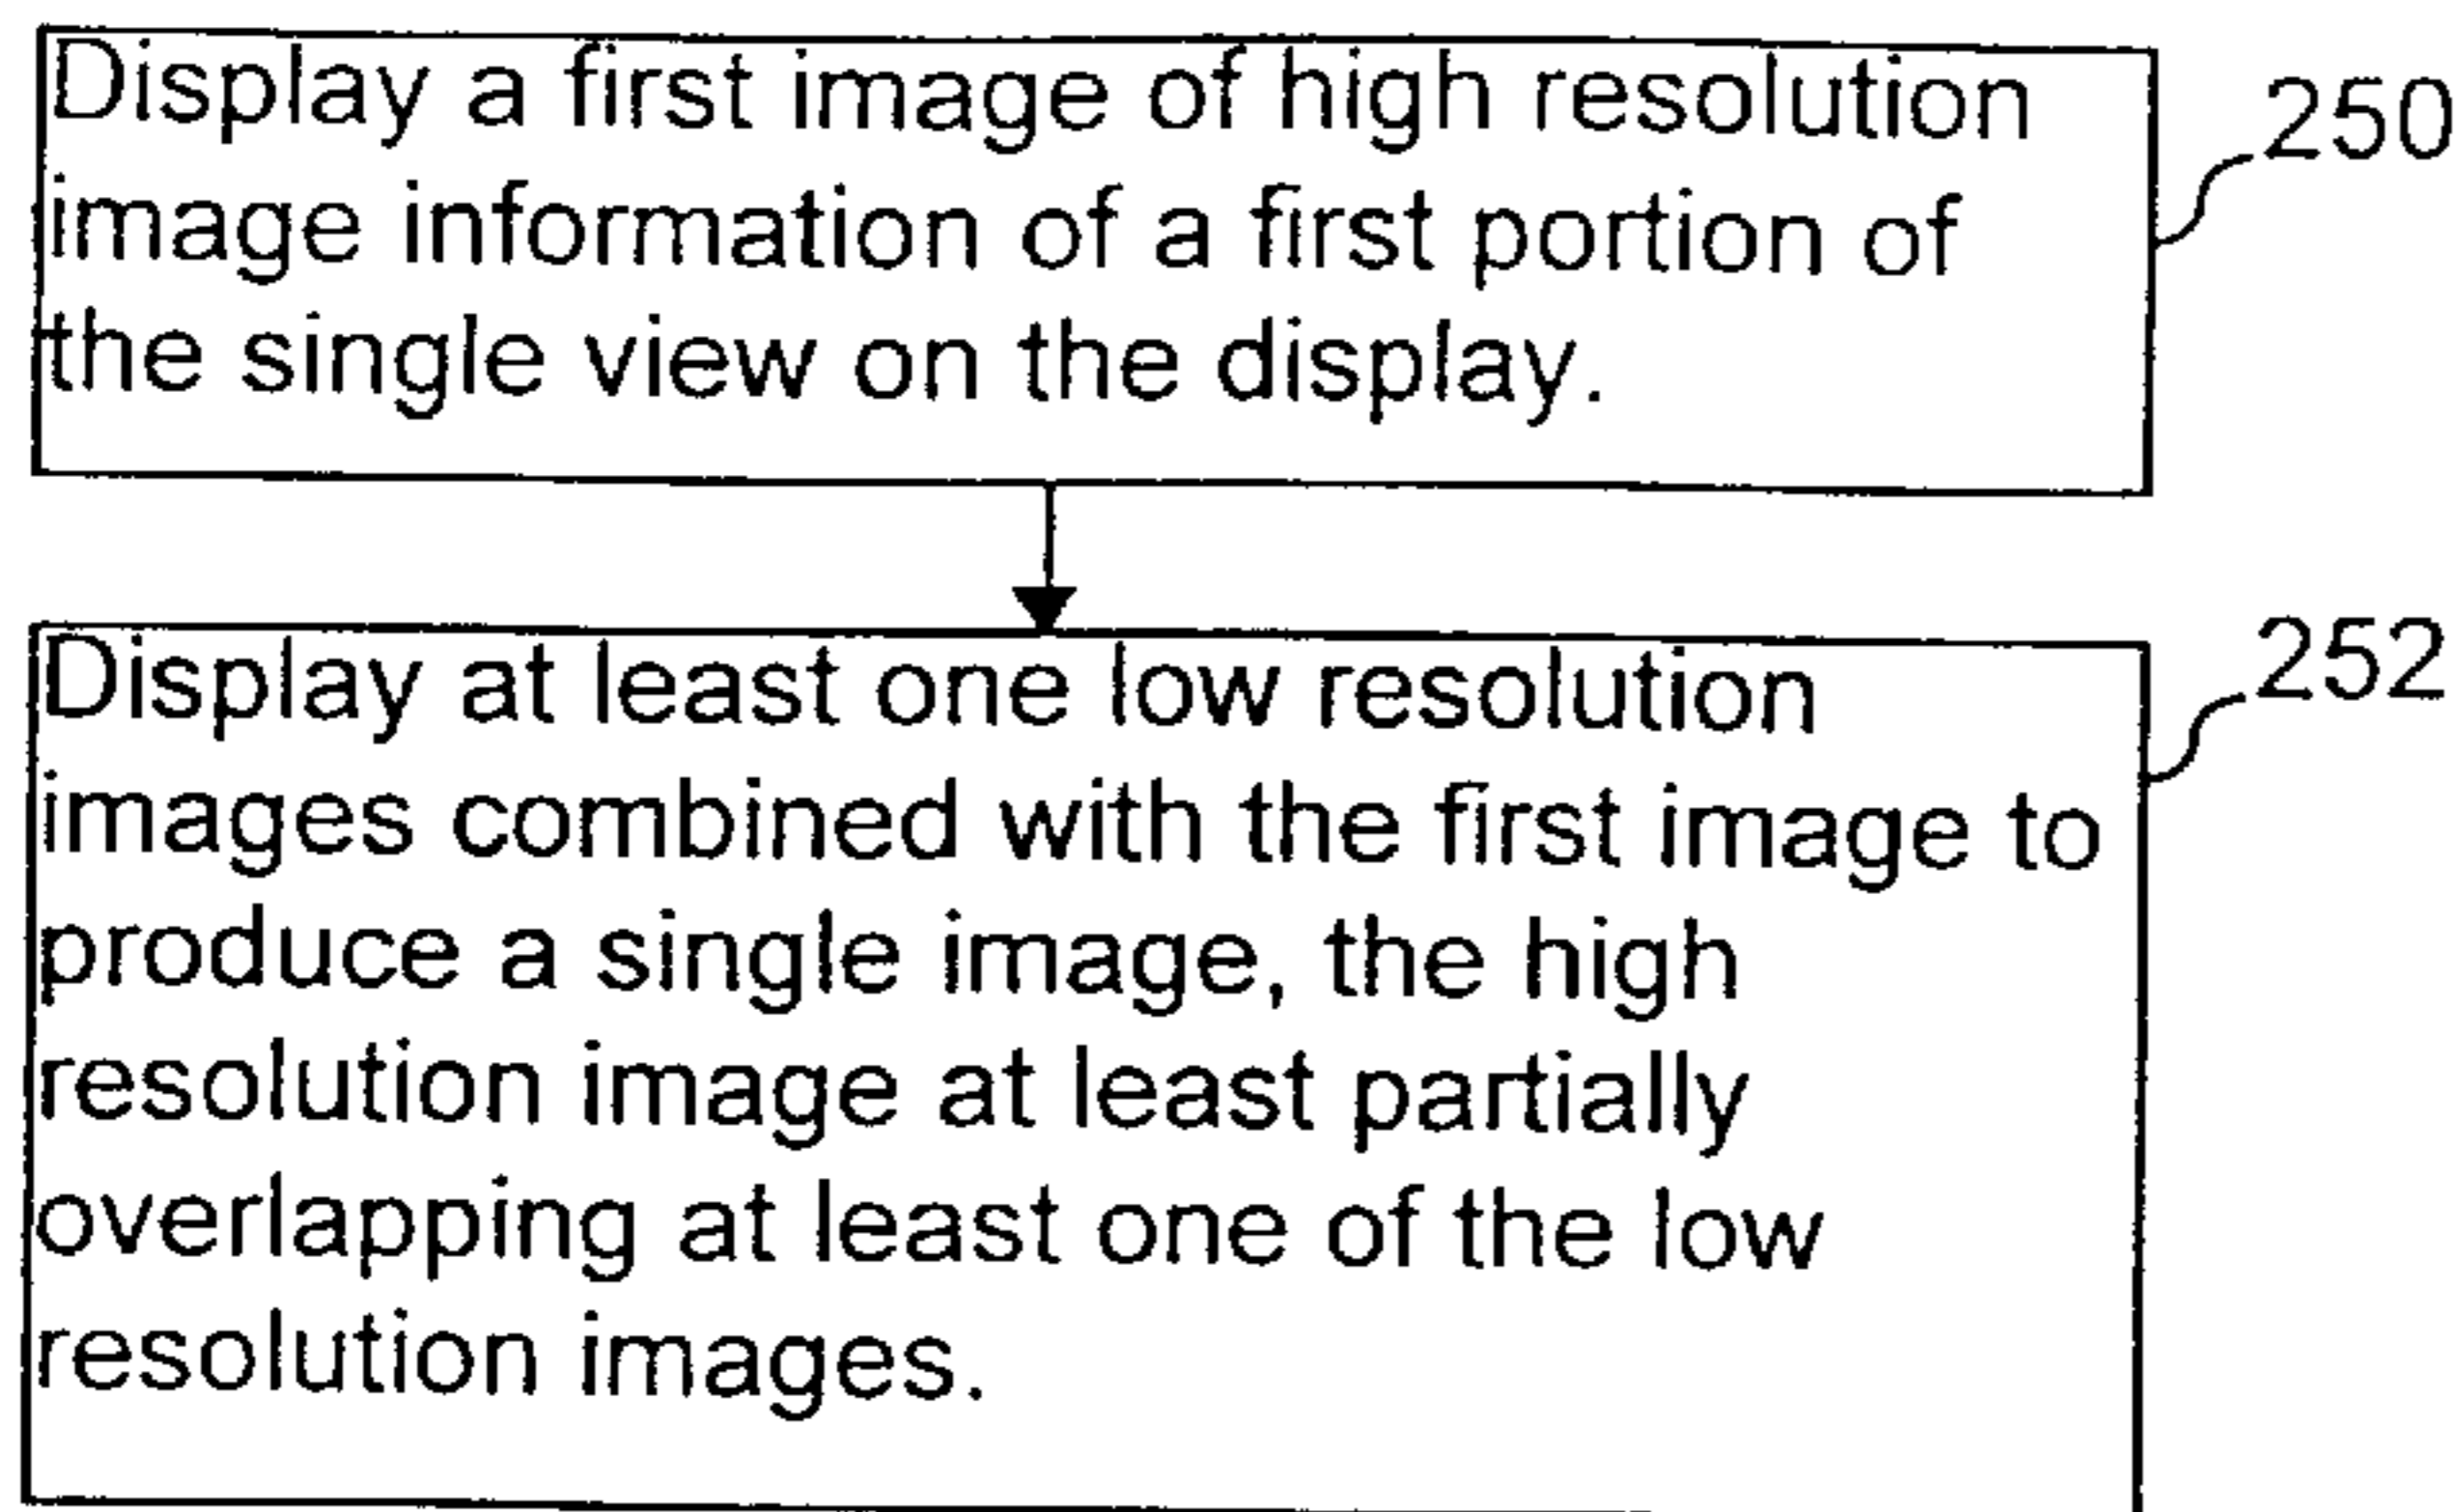 Display a first image of high resolution
image information of a first portion of
the single view on the display.
250
Display at least one low resolution
images combined with the first image to
produce a single image, the high
resolution image at least partially
overlapping at least one of the low
resolution images.
252